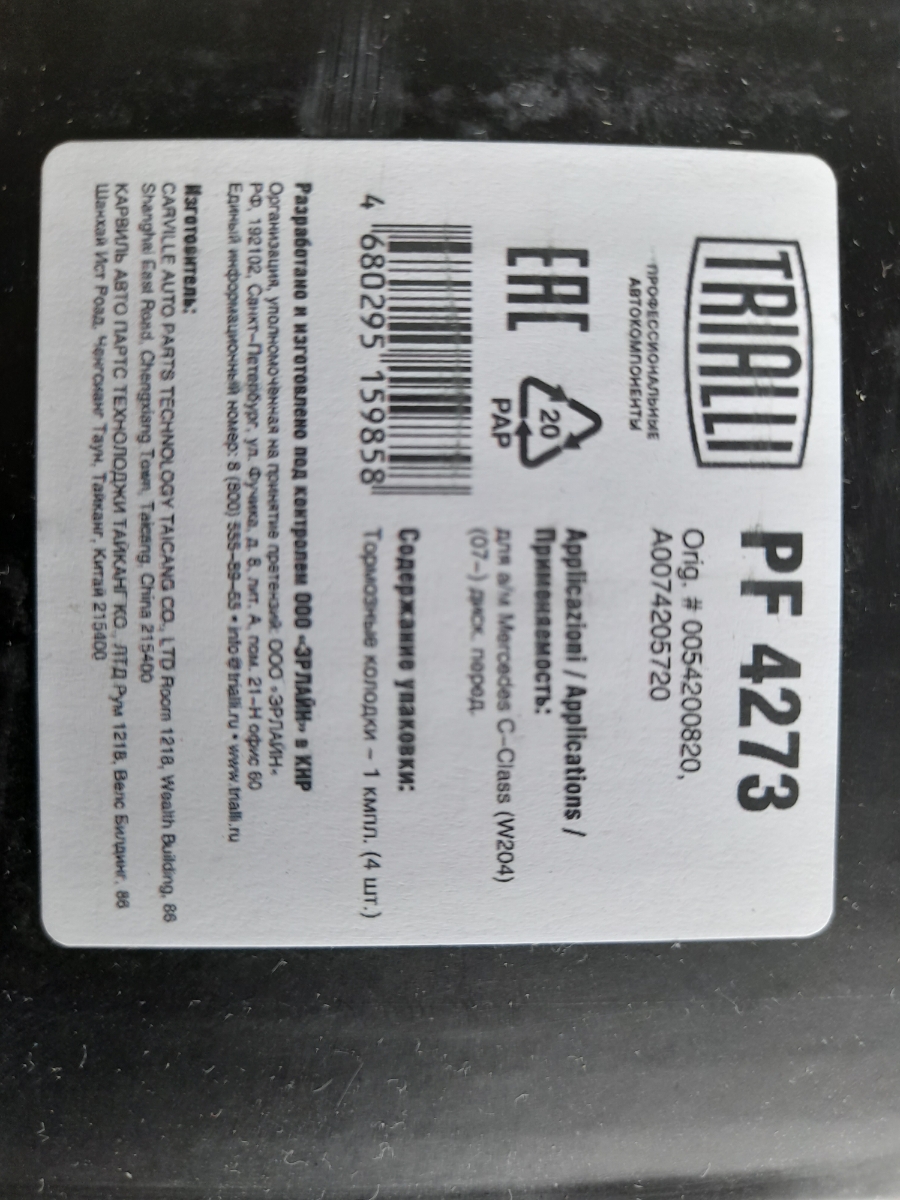 TRIALLI
ПРОФЕССИОНАЛЬНЫЕ
АВТОКОМПОНЕНТЫ
PF 4273
Orig. # 0054200820,
A0074205720
EAC
20
PAP
Applicazioni / Applications /
Применяемость:
для а/м Mercedes C-Class (W204)
(07-) диск. перед.
4 680295 159858
Содержание упаковки:
Тормозные колодки - 1 кмпл. (4 шт.)
Разработано и изготовлено под контролем ООО «ЭРЛАЙН» в КНР
Организация, уполномоченная на принятие претензий: ООО «ЭРЛАЙН»
РФ, 192102, Санкт-Петербург, ул. Фучика, д. 8, лит. А, пом. 21-Н офис 60
Единый информационный номер: 8 (800) 555-89-55 • info@trialli.ru • www.trialli.ru
Изготовитель:
CARVILLE AUTO PARTS TECHNOLOGY TAICANG CO., LTD Room 1218, Wealth Building, 86
Shanghai East Road, Chengxiang Town, Taicang, China 215400
КАРВИЛЬ АВТО ПАРТС ТЕХНОЛОДЖИ ТАЙКАНГ КО., ЛТД Рум 1218, Велс Билдинг, 86
Шанхай Ист Роад, Ченгсианг Таун, Тайканг, Китай 215400